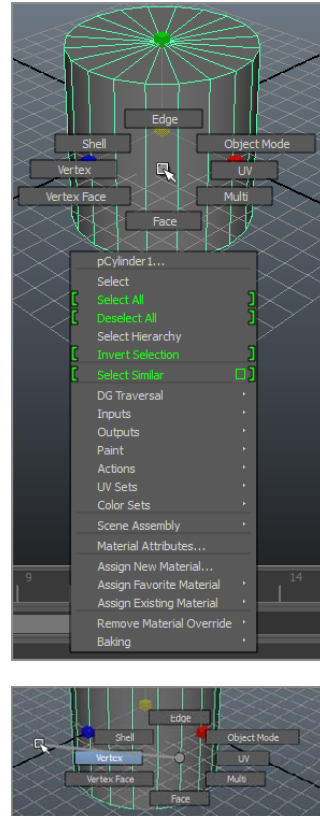 Edge
Shell Object Mode
Vertex UV
Vertex Face Multi
Face
pCylinder1...
Select
Select All
Deselect All
Select Hierarchy
Invert Selection
Select Similar
DG Traversal
Inputs
Outputs
Paint
Actions
UV Sets
Color Sets
Scene Assembly
Material Attributes...
Assign New Material...
Assign Favorite Material
Assign Existing Material
Remove Material Override
Baking
9 14
Edge
Shell Object Mode
Vertex UV
Vertex Face Multi
Face